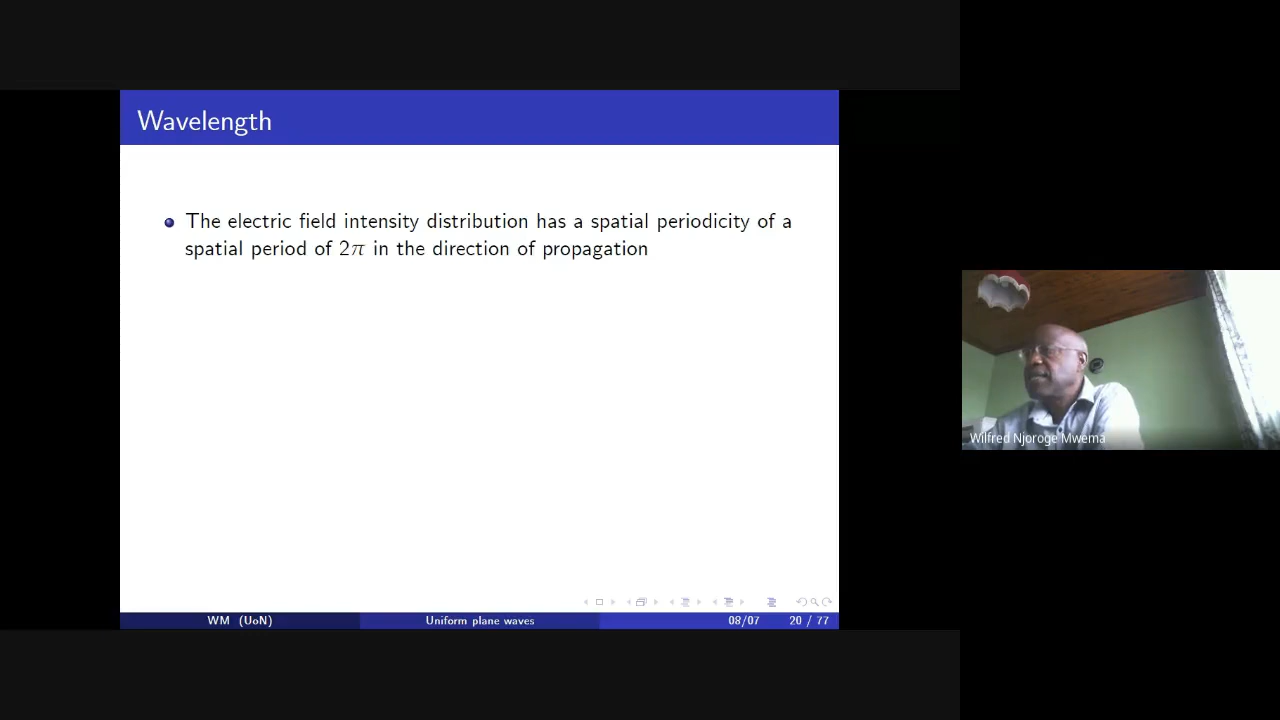 Wavelength
The electric field intensity distribution has a spatial periodicity of a
spatial period of 2π in the direction of propagation
WM (UoN)
Uniform plane waves
08/07
20 / 77
Wilfred Njoroge Mwema